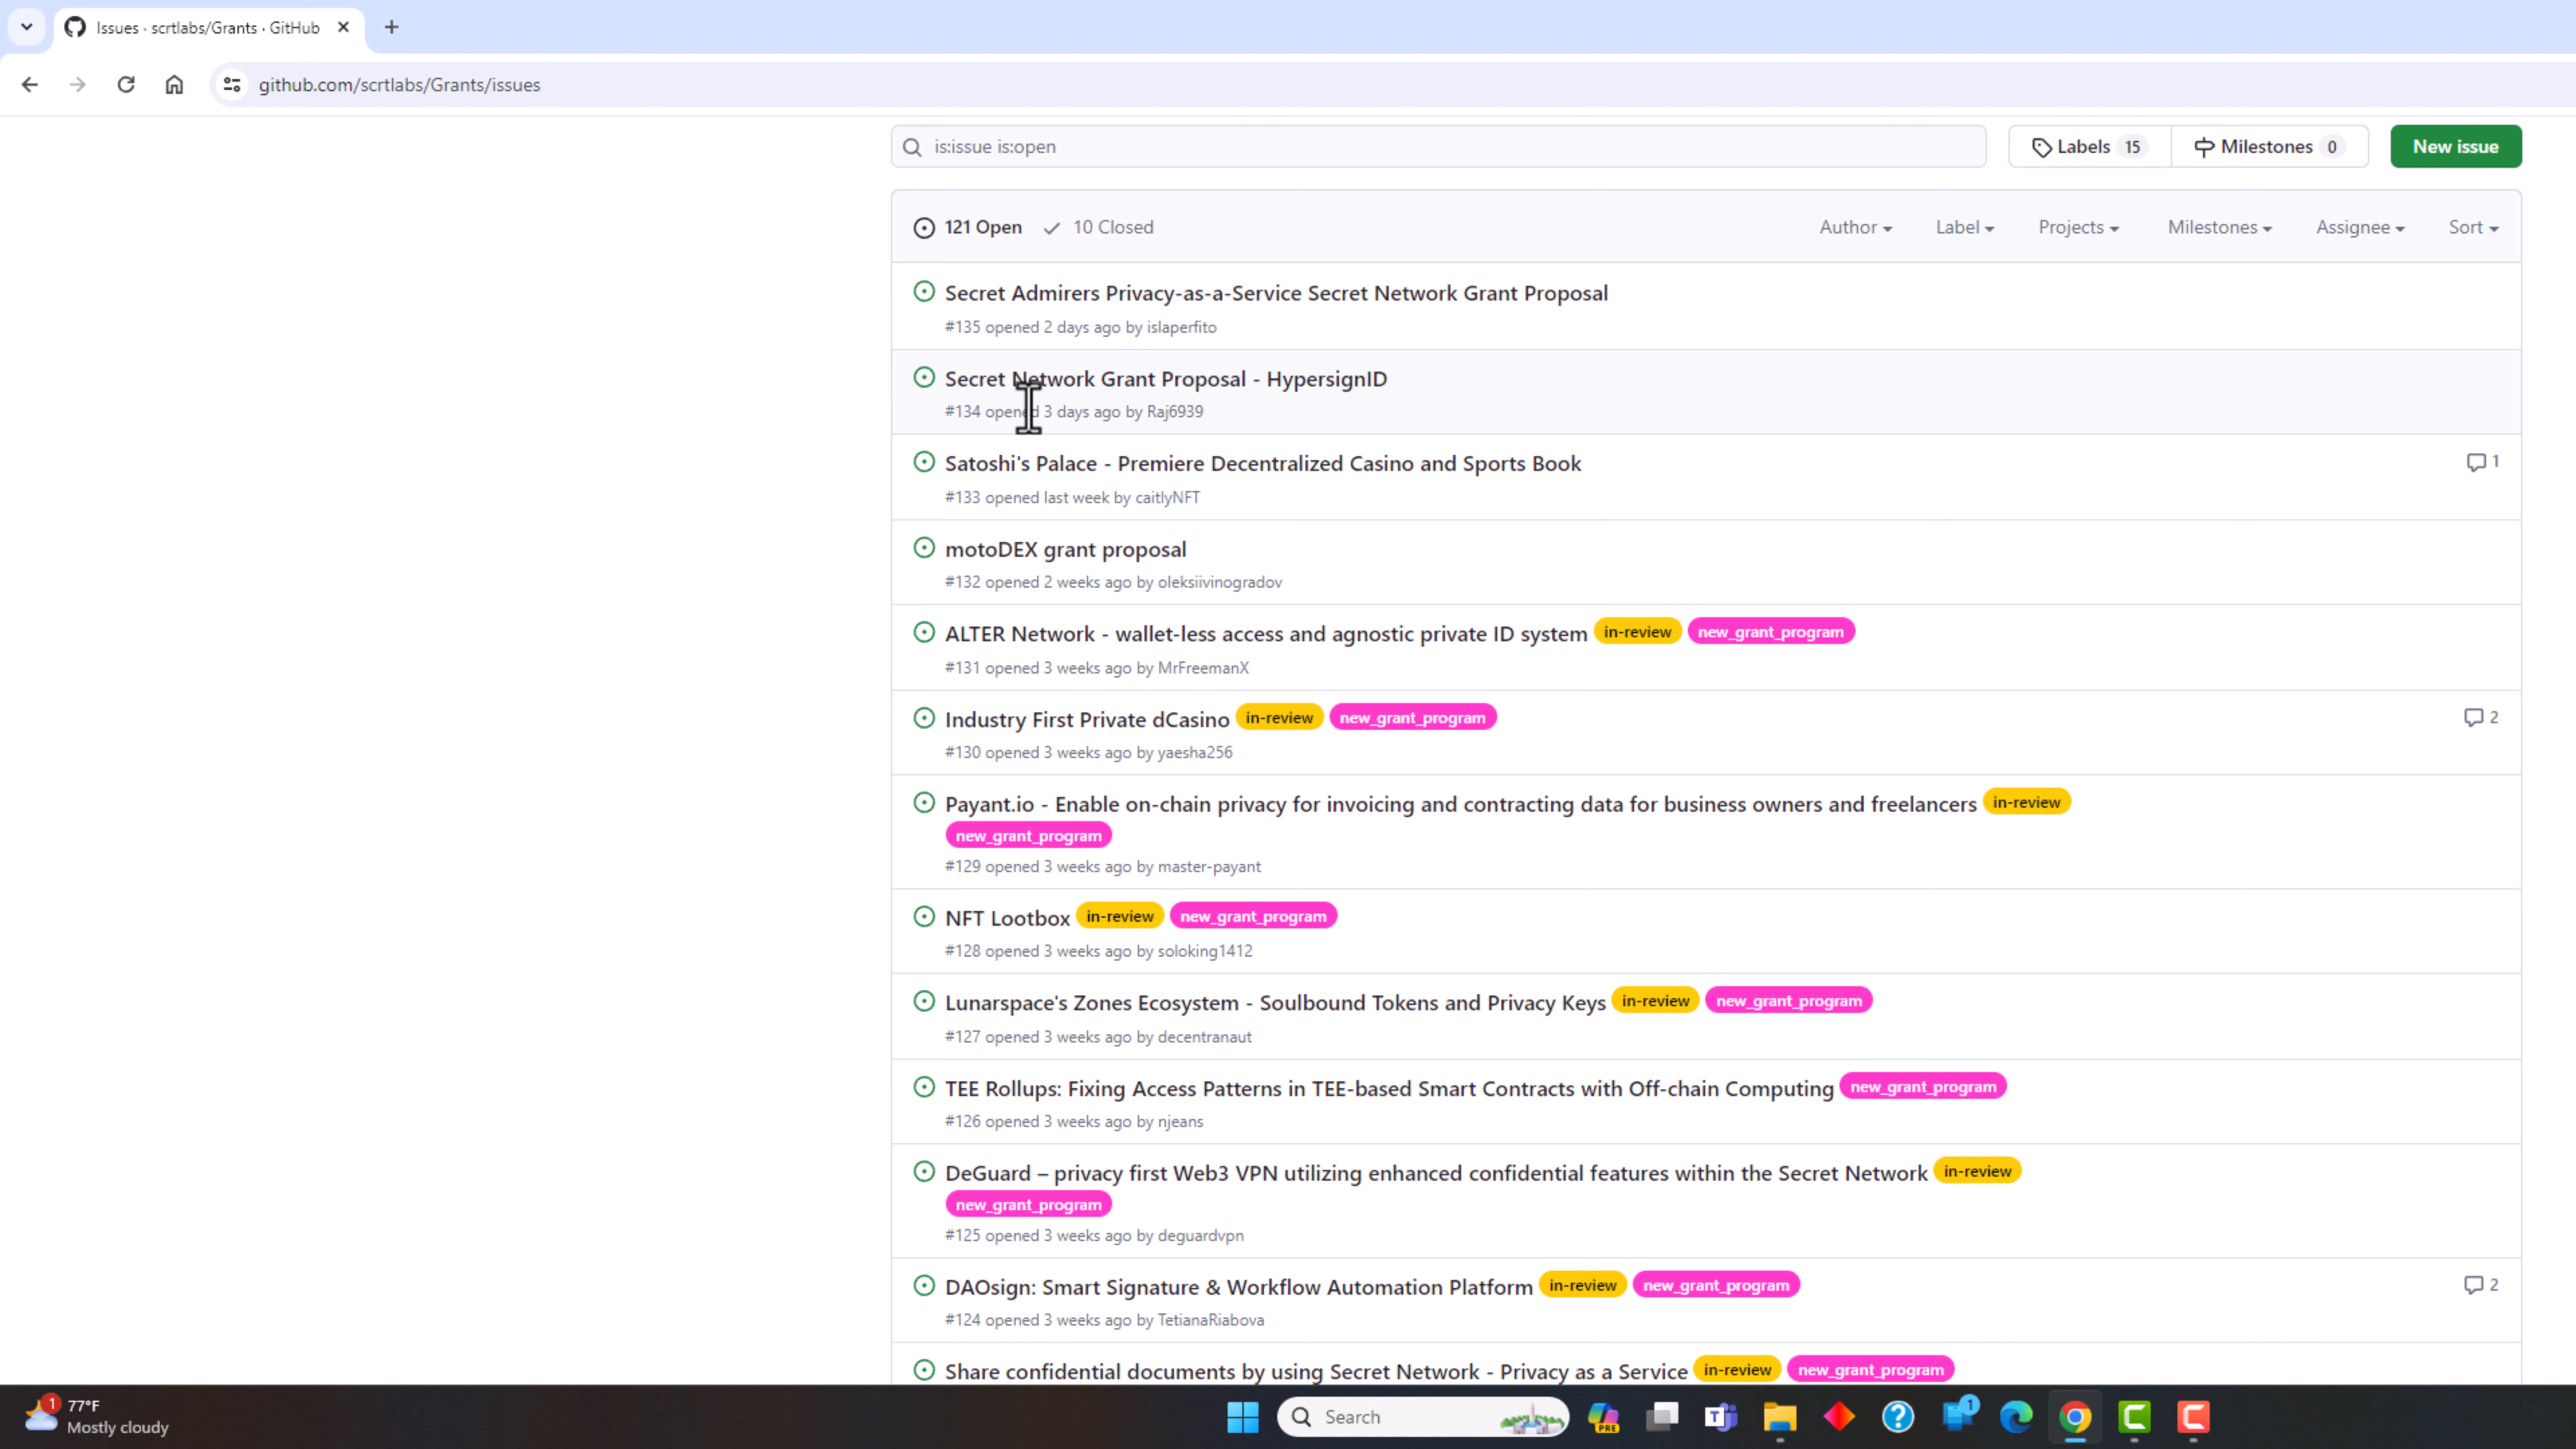 Issues · scrtlabs/Grants · GitHub
github.com/scrtlabs/Grants/issues
is:issue is:open
Labels 15 Milestones 0 New issue
121 Open 10 Closed Author Label Projects Milestones Assignee Sort
Secret Admirers Privacy-as-a-Service Secret Network Grant Proposal
#135 opened 2 days ago by islaperfito
Secret Network Grant Proposal - HypersignID
#134 opened 3 days ago by Raj6939
Satoshi's Palace - Premiere Decentralized Casino and Sports Book 1
#133 opened last week by caitlyNFT
motoDEX grant proposal
#132 opened 2 weeks ago by oleksiivinogradov
ALTER Network - wallet-less access and agnostic private ID system in-review new_grant_program
#131 opened 3 weeks ago by MrFreemanX
Industry First Private dCasino in-review new_grant_program 2
#130 opened 3 weeks ago by yaesha256
Payant.io - Enable on-chain privacy for invoicing and contracting data for business owners and freelancers in-review
new_grant_program
#129 opened 3 weeks ago by master-payant
NFT Lootbox in-review new_grant_program
#128 opened 3 weeks ago by soloking1412
Lunarspace's Zones Ecosystem - Soulbound Tokens and Privacy Keys in-review new_grant_program
#127 opened 3 weeks ago by decentranaut
TEE Rollups: Fixing Access Patterns in TEE-based Smart Contracts with Off-chain Computing new_grant_program
#126 opened 3 weeks ago by njeans
DeGuard – privacy first Web3 VPN utilizing enhanced confidential features within the Secret Network in-review
new_grant_program
#125 opened 3 weeks ago by deguardvpn
DAOsign: Smart Signature & Workflow Automation Platform in-review new_grant_program 2
#124 opened 3 weeks ago by TetianaRiabova
Share confidential documents by using Secret Network - Privacy as a Service in-review new_grant_program
1 77°F
Mostly cloudy
Search
PRE
1